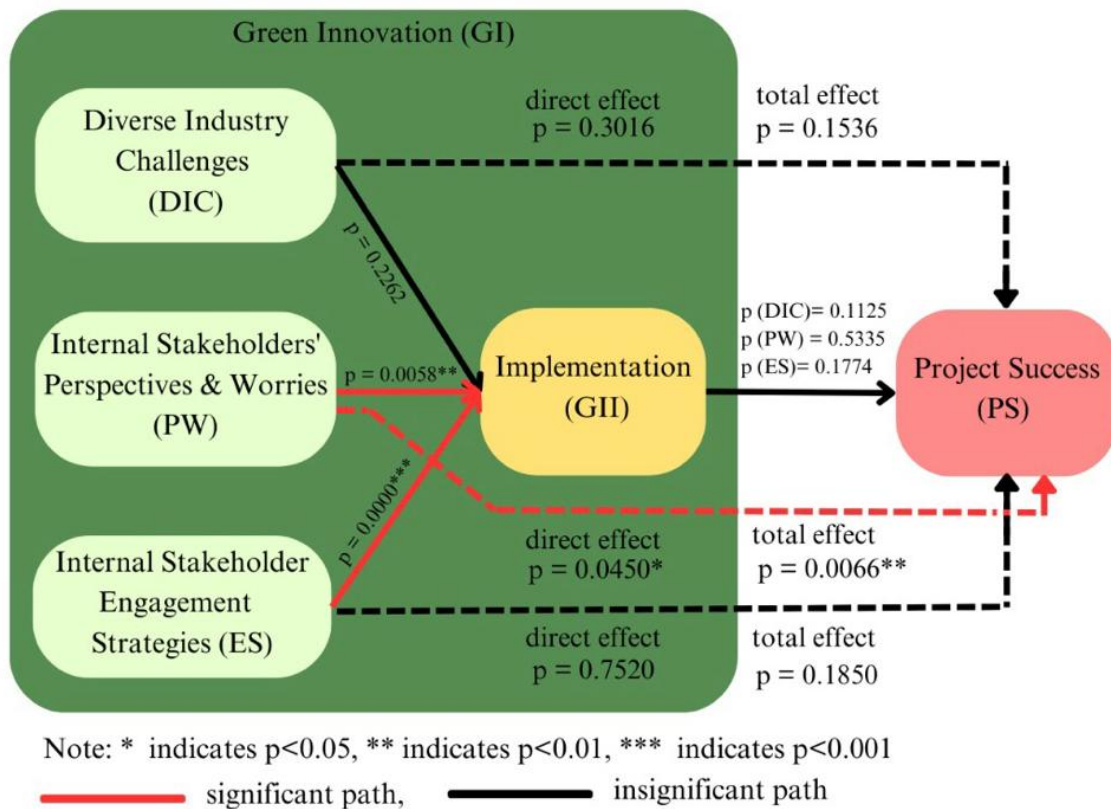 Green Innovation (GI)
Diverse Industry
Challenges
(DIC)
direct effect
p = 0.3016
total effect
p = 0.1536
p = 0.2262
Internal Stakeholders'
Perspectives & Worries
(PW)
p = 0.0058**
Implementation
(GII)
p (DIC)= 0.1125
p (PW) = 0.5335
p (ES)= 0.1774
Project Success
(PS)
p = 0.0000***
Internal Stakeholder
Engagement
Strategies (ES)
direct effect
p = 0.0450*
total effect
p = 0.0066**
direct effect
p = 0.7520
total effect
p = 0.1850
Note: * indicates p<0.05, ** indicates p<0.01, *** indicates p<0.001
significant path, insignificant path